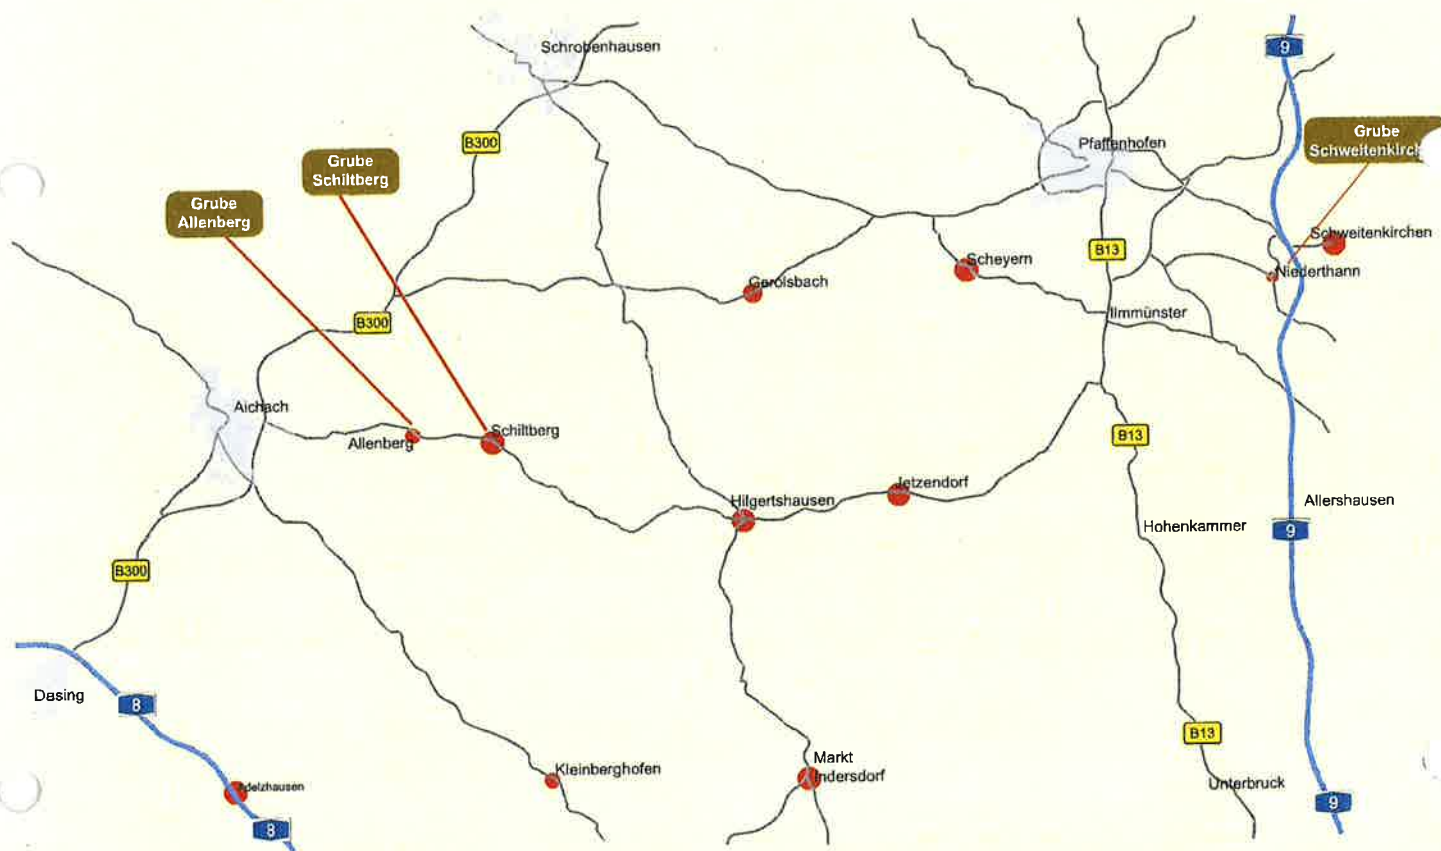 9
Schrobenhausen
Grube
Schweitenkirch
B300
Pfaffenhofen
Grube
Schiltberg
Grube
Allenberg
Schweitenkirchen
B13
Scheyern
Niederthann
Gerolsbach
Ilmmünster
B300
Aichach
Allenberg
Schiltberg
B13
Jetzendorf
Hilgertshausen
Allershausen
Hohenkammer
9
B300
Dasing
8
B13
Markt
Indersdorf
Kleinberghofen
Unterbruck
Adelzhausen
9
8